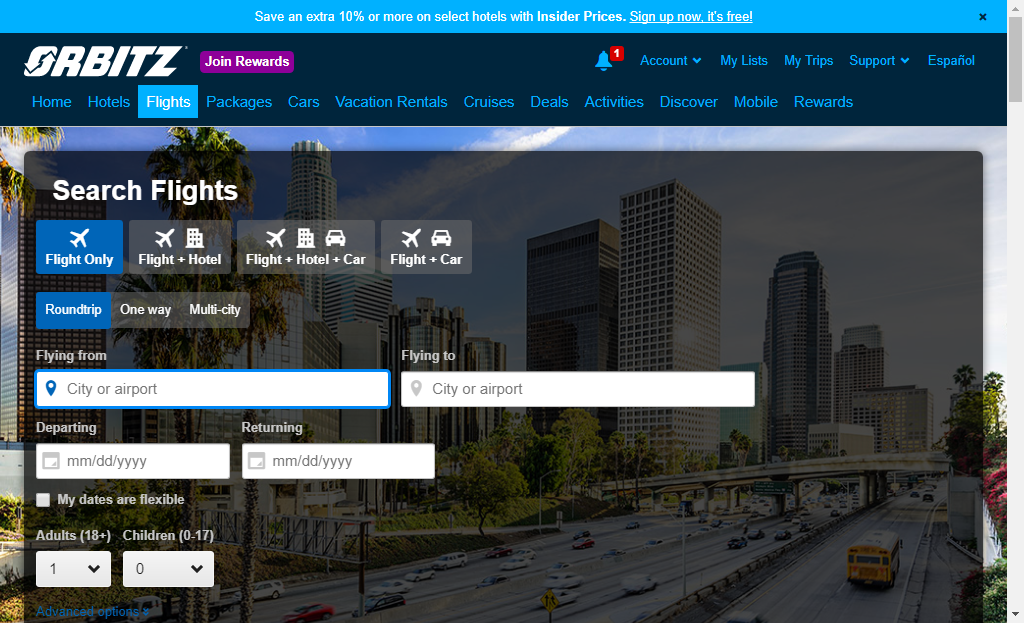 Save an extra 10% or more on select hotels with Insider Prices. Sign up now, it's free! ×
ORBITZ Join Rewards 1 Account My Lists My Trips Support Español
Home Hotels Flights Packages Cars Vacation Rentals Cruises Deals Activities Discover Mobile Rewards
Search Flights
Flight Only Flight + Hotel Flight + Hotel + Car Flight + Car
Roundtrip One way Multi-city
Flying from Flying to
City or airport City or airport
Departing Returning
mm/dd/yyyy mm/dd/yyyy
My dates are flexible
Adults (18+) Children (0-17)
1 0
Advanced options